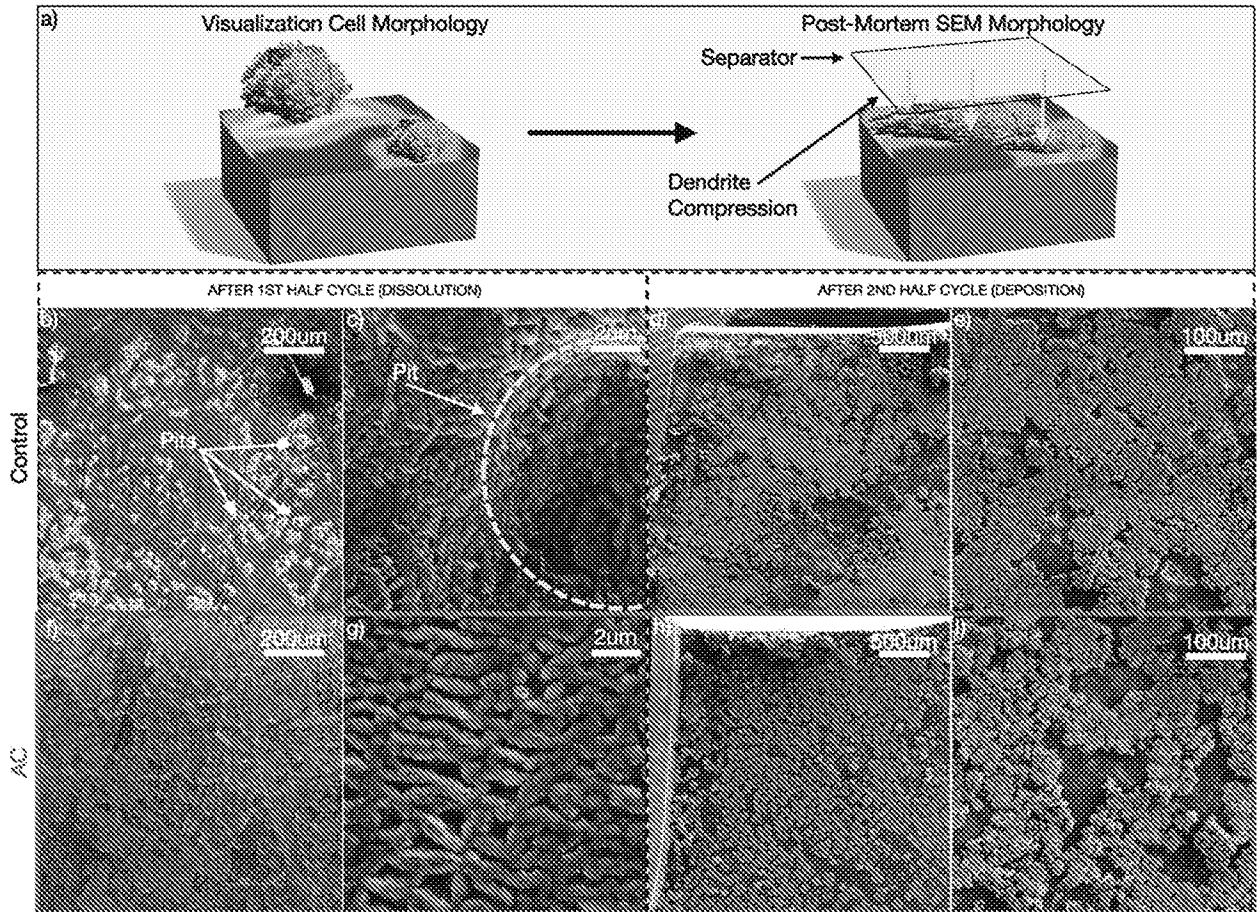 a)
Visualization Cell Morphology
Post-Mortem SEM Morphology
Separator
Dendrite
Compression
AFTER 1ST HALF CYCLE (DISSOLUTION)
AFTER 2ND HALF CYCLE (DEPOSITION)
Control
b)
200um
Pits
c)
2um
Pit
d)
500um
e)
100um
AC
f)
200um
g)
2um
h)
500um
i)
100um